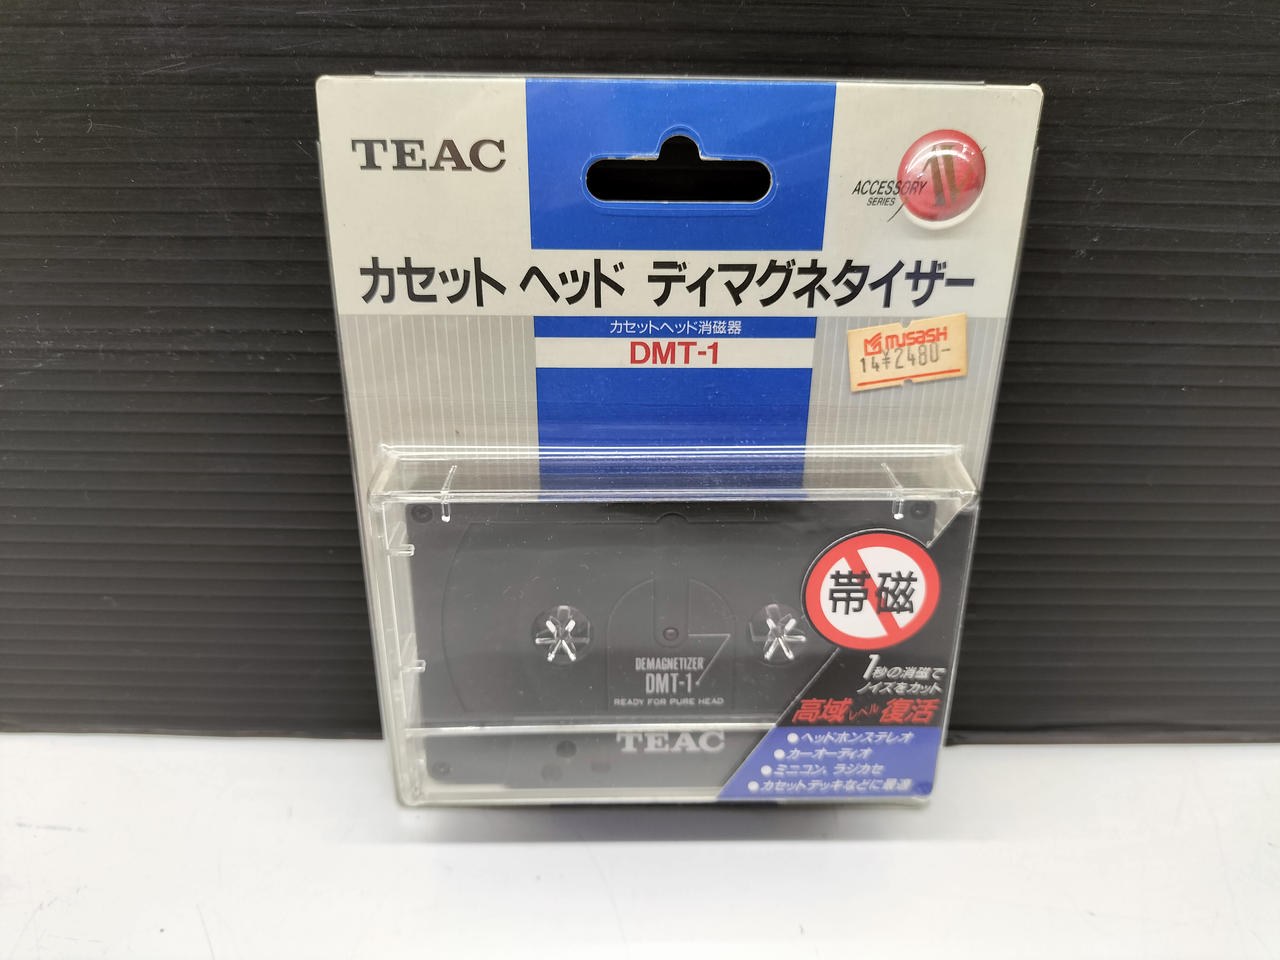 TEAC
ACCESSORY
SERIES
カセット ヘッド ディマグネタイザー
カセットヘッド消磁器
DMT-1
musasHi
14 ¥2480-
帯磁
DEMAGNETIZER
DMT-1
READY FOR PURE HEAD
TEAC
1秒の消磁で
ノイズをカット
高域レベル復活
●ヘッドホンステレオ
●カーオーディオ
●ミニコン、ラジカセ
●カセットデッキなどに最適